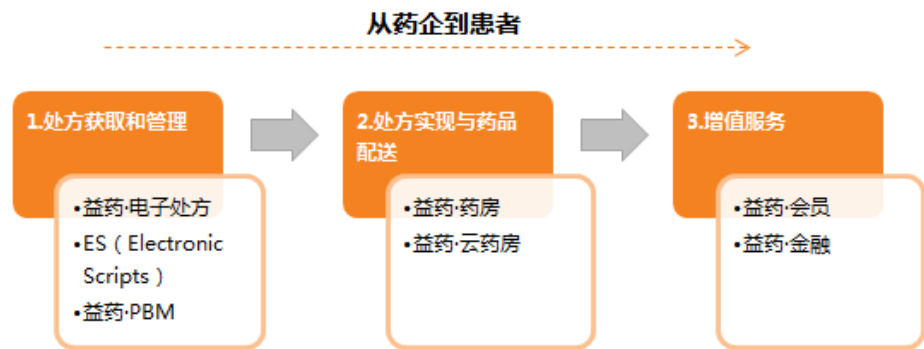 从药企到患者
1.处方获取和管理
•益药·电子处方
•ES（Electronic
Scripts）
•益药·PBM
2.处方实现与药品
配送
•益药·药房
•益药·云药房
3.增值服务
•益药·会员
•益药·金融